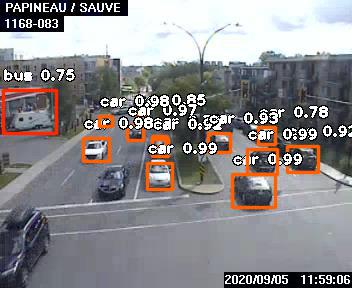 PAPINEAU / SAUVE
1168-083
bus 0.75
car 0.98
0.85
car 0.97
car 0.98
car 0.92
car 0.93
car 0.78
car 0.99
0.92
car 0.99
car 0.99
2020/09/05 11:59:06